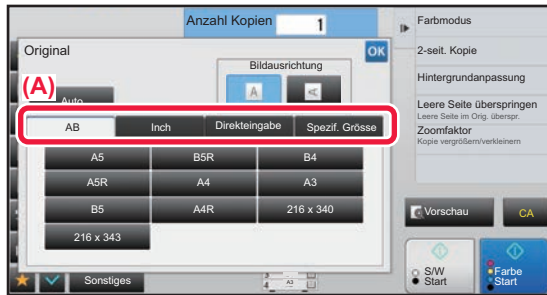 Anzahl Kopien 1
Original
OK
Bildausrichtung
A
A
(A)
Auto
AB Inch Direkteingabe Spezif. Grösse
A5 B5R B4
A5R A4 A3
B5 A4R 216 x 340
216 x 343
Sonstiges
A3
4
Farbmodus
2-seit. Kopie
Hintergrundanpassung
Leere Seite überspringen
Leere Seite im Orig. überspr.
Zoomfaktor
Kopie vergrößern/verkleinern
Vorschau
CA
S/W
Start
Farbe
Start